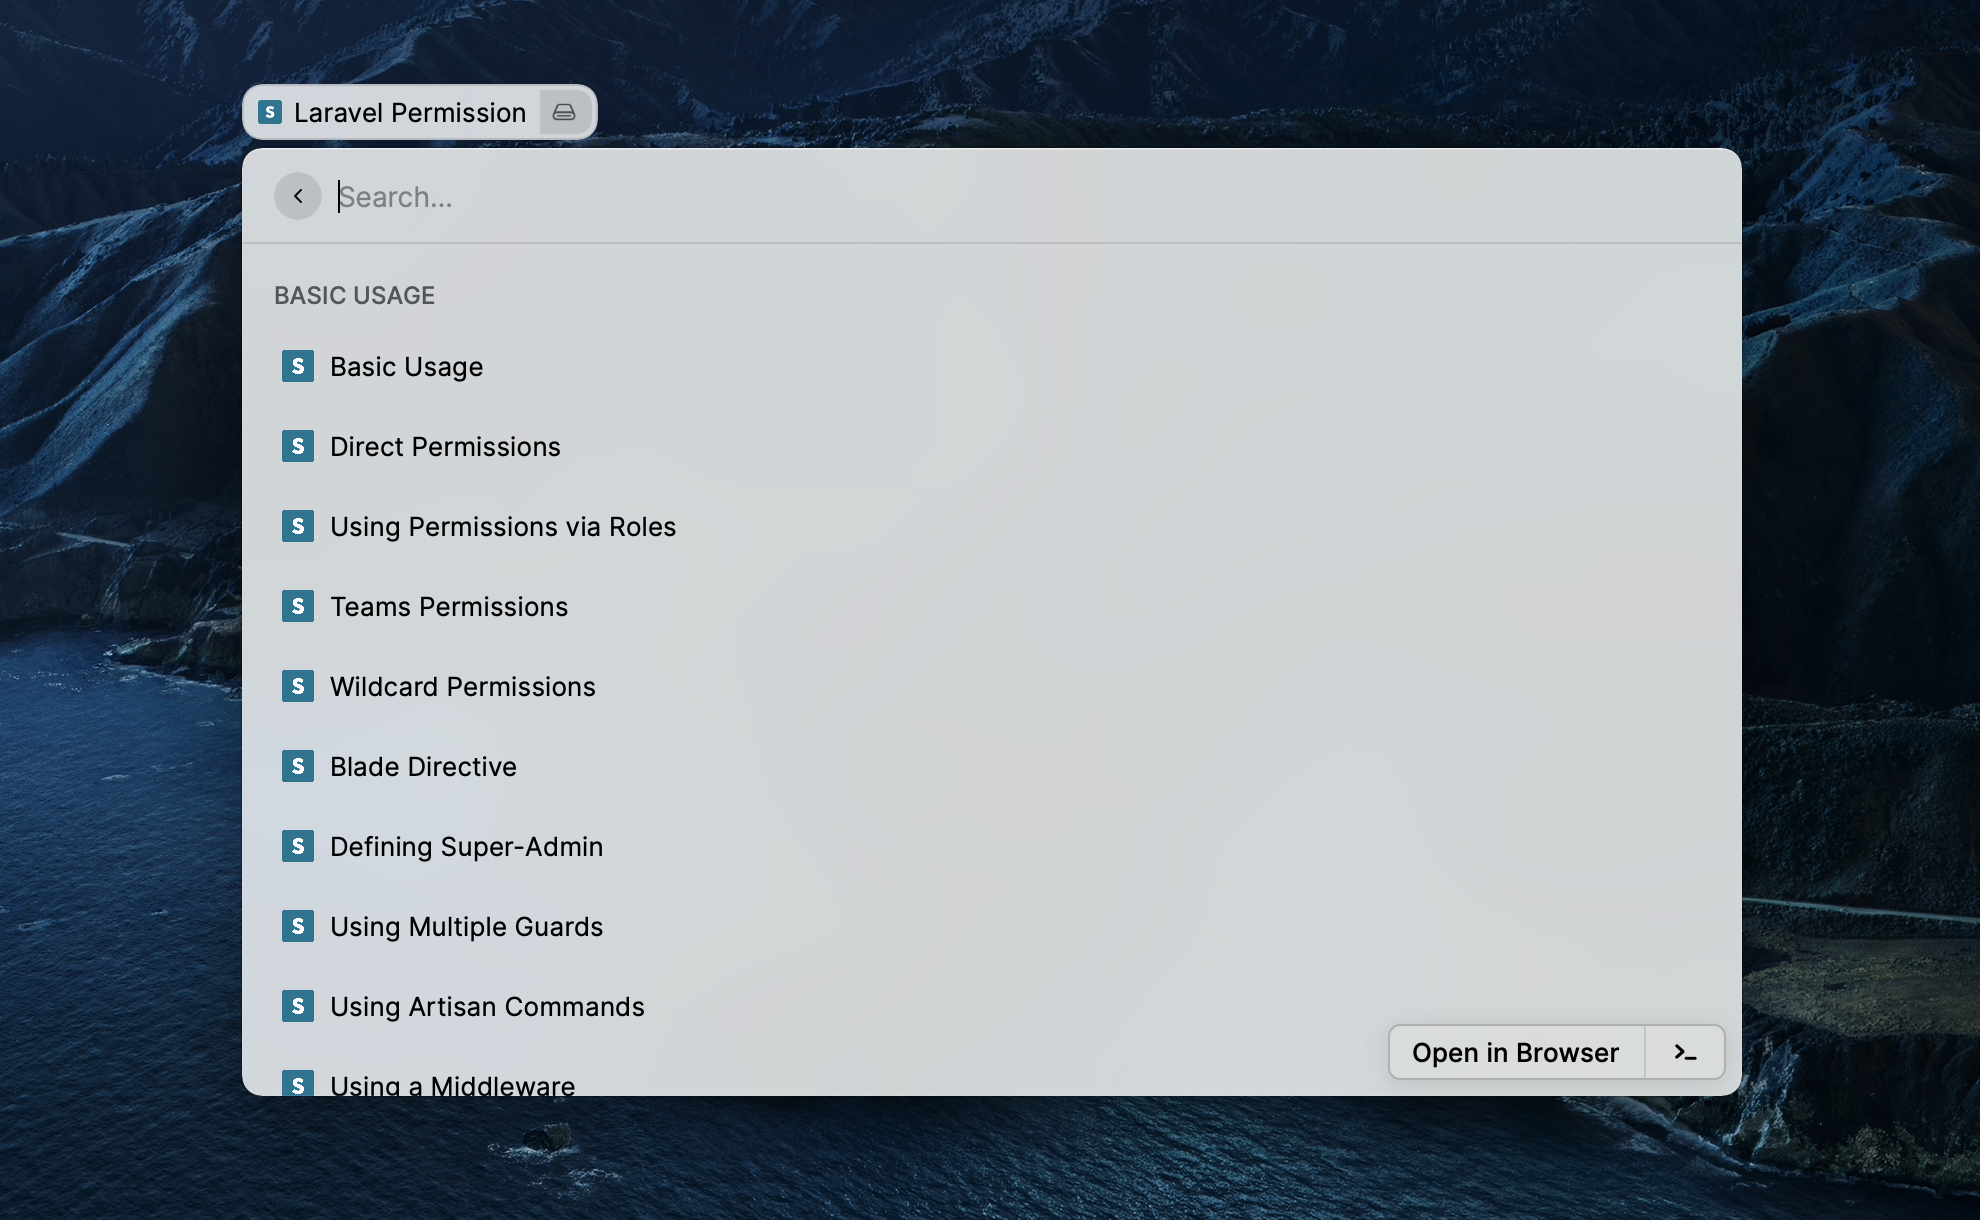 S Laravel Permission
Search...
BASIC USAGE
S Basic Usage
S Direct Permissions
S Using Permissions via Roles
S Teams Permissions
S Wildcard Permissions
S Blade Directive
S Defining Super-Admin
S Using Multiple Guards
S Using Artisan Commands
S Using a Middleware
Open in Browser >_